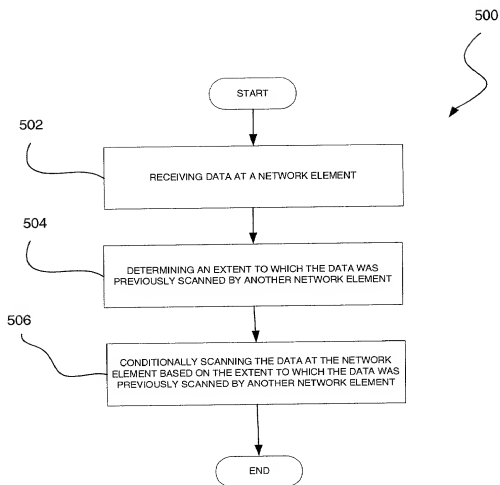 500
START
502
RECEIVING DATA AT A NETWORK ELEMENT
504
DETERMINING AN EXTENT TO WHICH THE DATA WAS
PREVIOUSLY SCANNED BY ANOTHER NETWORK ELEMENT
506
CONDITIONALLY SCANNING THE DATA AT THE NETWORK
ELEMENT BASED ON THE EXTENT TO WHICH THE DATA WAS
PREVIOUSLY SCANNED BY ANOTHER NETWORK ELEMENT
END